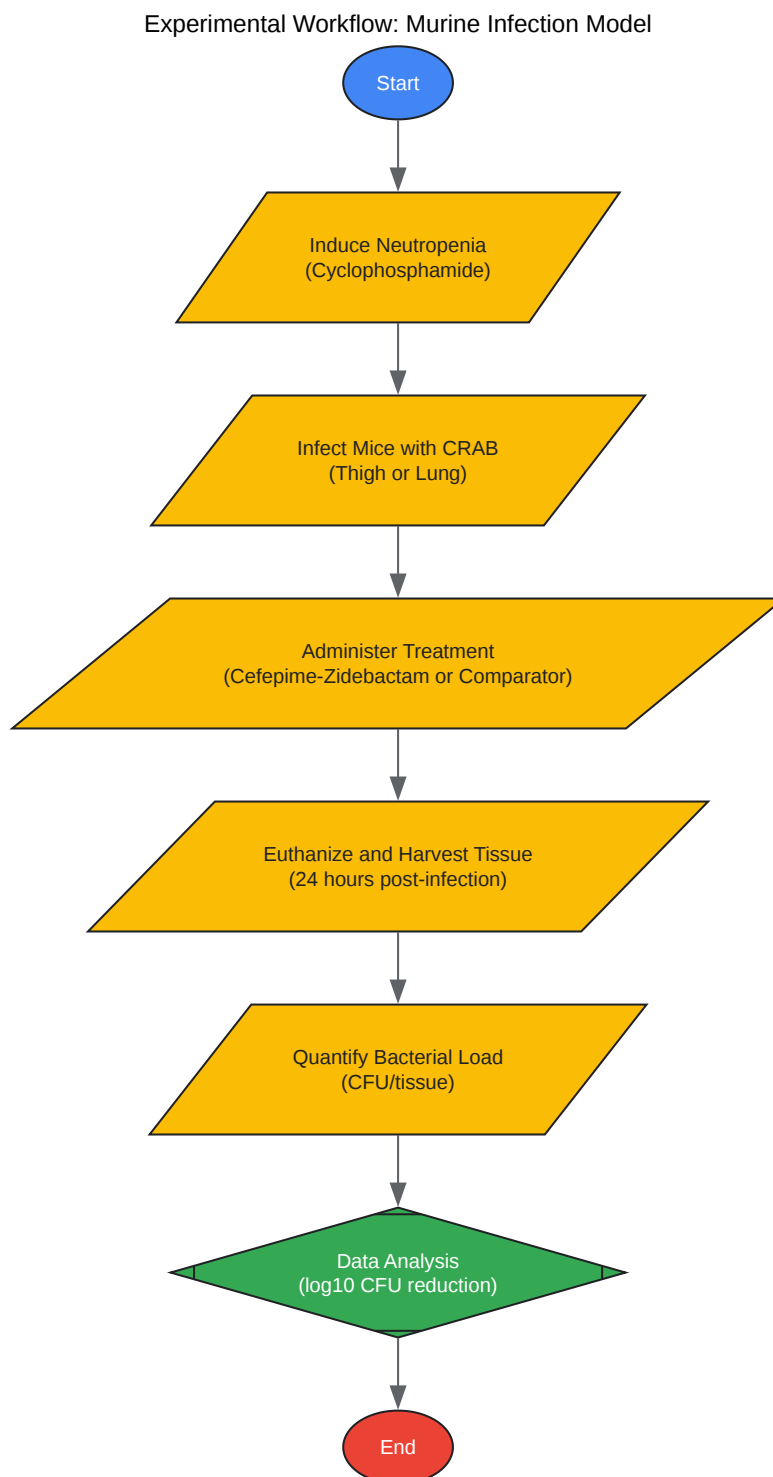 Experimental Workflow: Murine Infection Model
Start
Induce Neutropenia
(Cyclophosphamide)
Infect Mice with CRAB
(Thigh or Lung)
Administer Treatment
(Cefepime-Zidebactam or Comparator)
Euthanize and Harvest Tissue
(24 hours post-infection)
Quantify Bacterial Load
(CFU/tissue)
Data Analysis
(log10 CFU reduction)
End